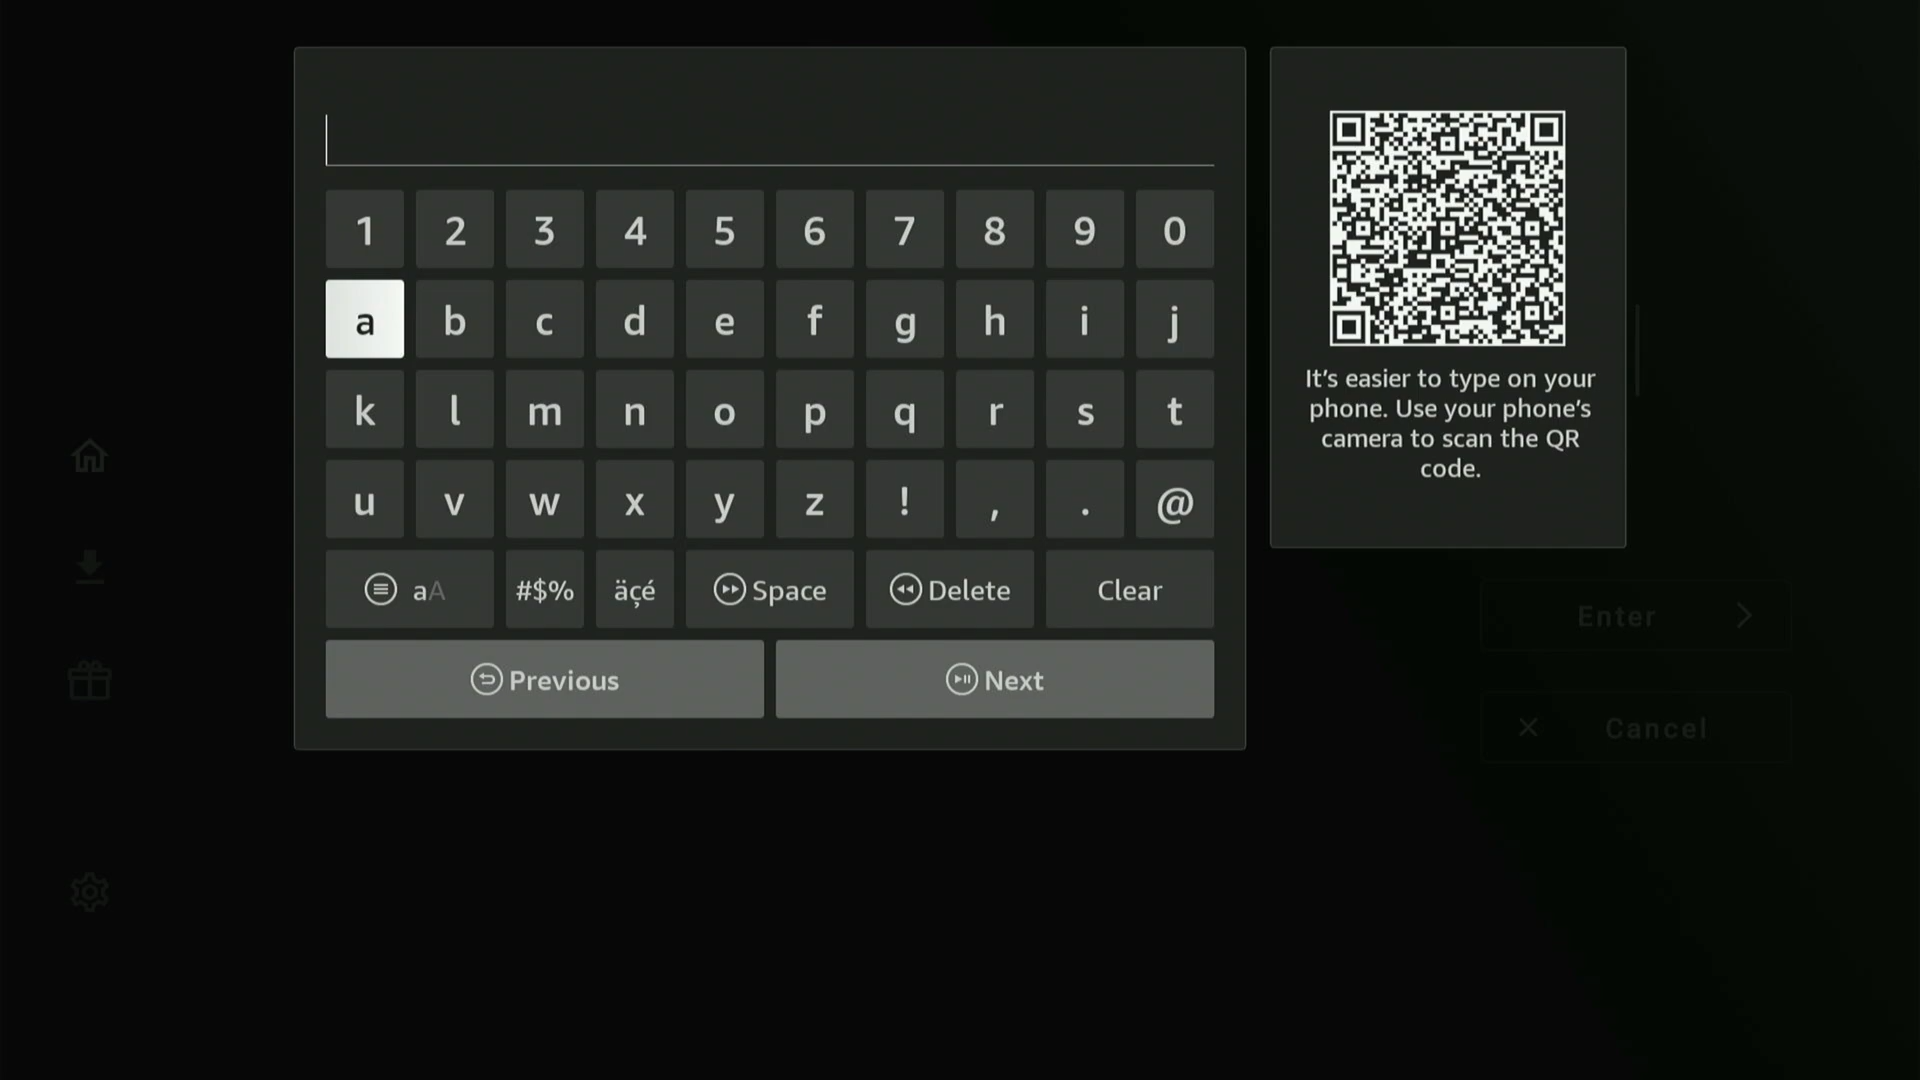 1 2 3 4 5 6 7 8 9 0
a b c d e f g h i j
k l m n o p q r s t
u v w x y z ! , . @
aA #$% äçé Space Delete Clear
Previous Next
It's easier to type on your
phone. Use your phone's
camera to scan the QR
code.
Enter
Cancel